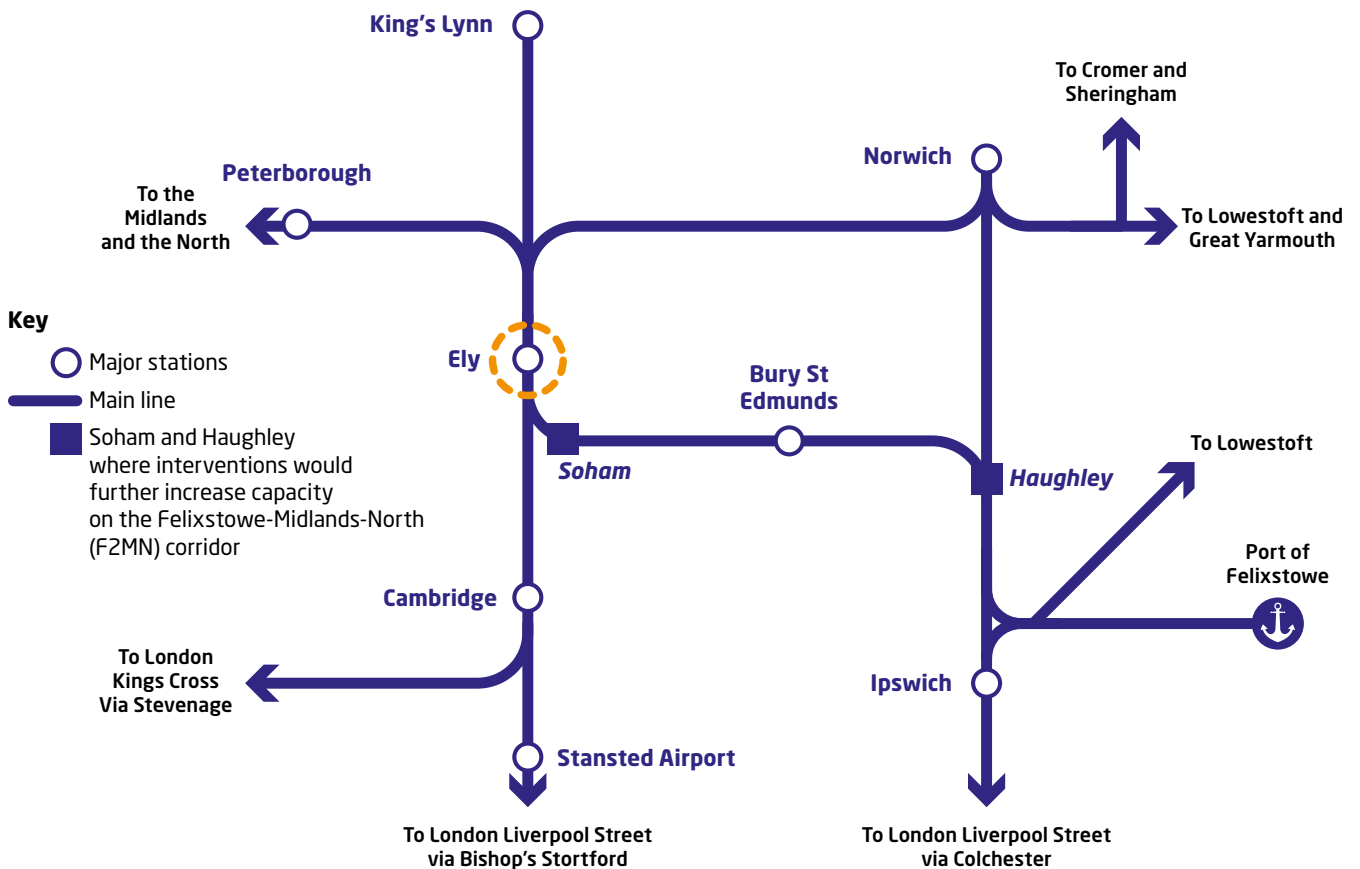 King's Lynn
To Cromer and
Sheringham
Norwich
Peterborough
To the
Midlands
and the North
To Lowestoft and
Great Yarmouth
Key
Major stations
Main line
Soham and Haughley
where interventions would
further increase capacity
on the Felixstowe-Midlands-North
(F2MN) corridor
Ely
Bury St
Edmunds
Soham
Haughley
To Lowestoft
Port of
Felixstowe
Cambridge
To London
Kings Cross
Via Stevenage
Ipswich
Stansted Airport
To London Liverpool Street
via Bishop's Stortford
To London Liverpool Street
via Colchester